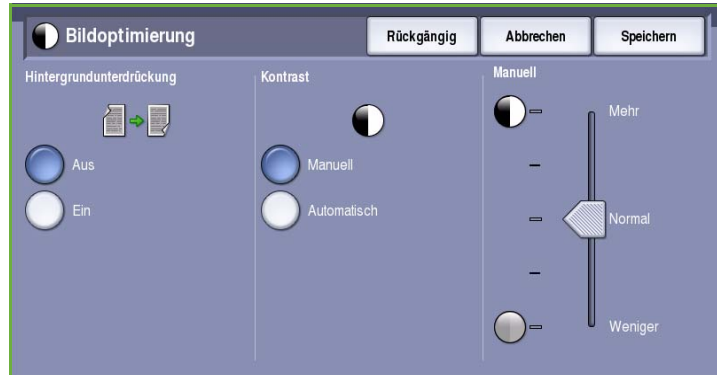 Bildoptimierung
Rückgängig
Abbrechen
Speichern
Hintergrundunterdrückung
Aus
Ein
Kontrast
Manuell
Automatisch
Manuell
Mehr
Normal
Weniger